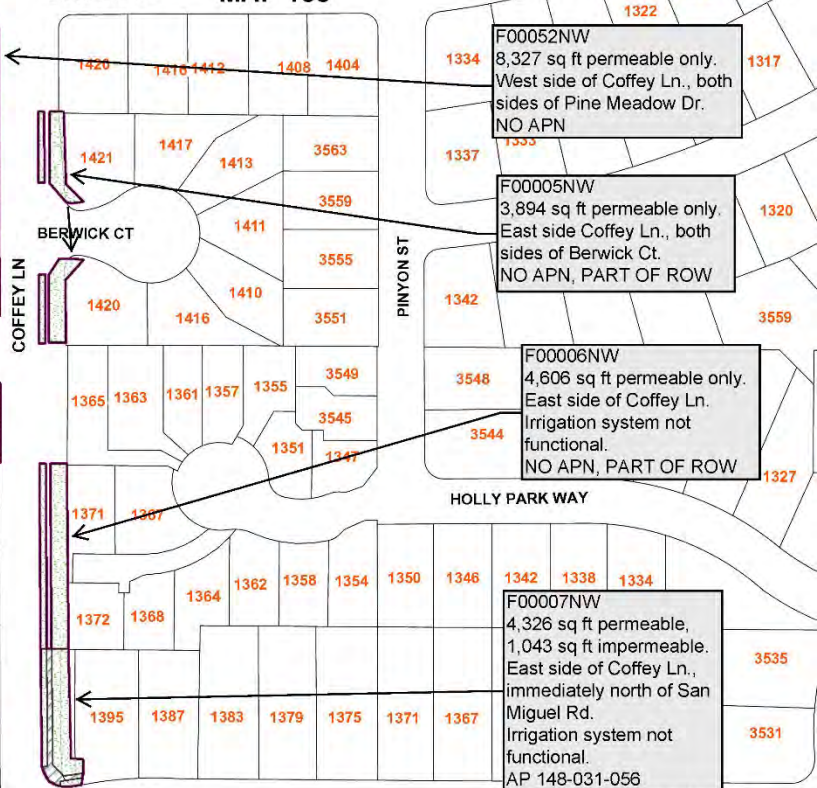 1322
1420 1416 1412 1408 1404
1334
F00052NW
8,327 sq ft permeable only.
West side of Coffey Ln., both
sides of Pine Meadow Dr.
NO APN
1317
1421 1417 1413 3563
1337 1333
3559
F00005NW
3,894 sq ft permeable only.
East side Coffey Ln., both
sides of Berwick Ct.
NO APN, PART OF ROW
1320
BERWICK CT
1411
3555
COFFEY LN
PINYON ST
1420 1416 1410 3551
1342
3559
1365 1363 1361 1357 1355 3549
3548
F00006NW
4,606 sq ft permeable only.
East side of Coffey Ln.
Irrigation system not
functional.
NO APN, PART OF ROW
3545
3544
1351 1347
1327
1371 1367
HOLLY PARK WAY
1372 1368 1364 1362 1358 1354 1350 1346 1342 1338 1334
F00007NW
4,326 sq ft permeable,
1,043 sq ft impermeable.
East side of Coffey Ln.,
immediately north of San
Miguel Rd.
Irrigation system not
functional.
AP 148-031-056
3535
1395 1387 1383 1379 1375 1371 1367
3531